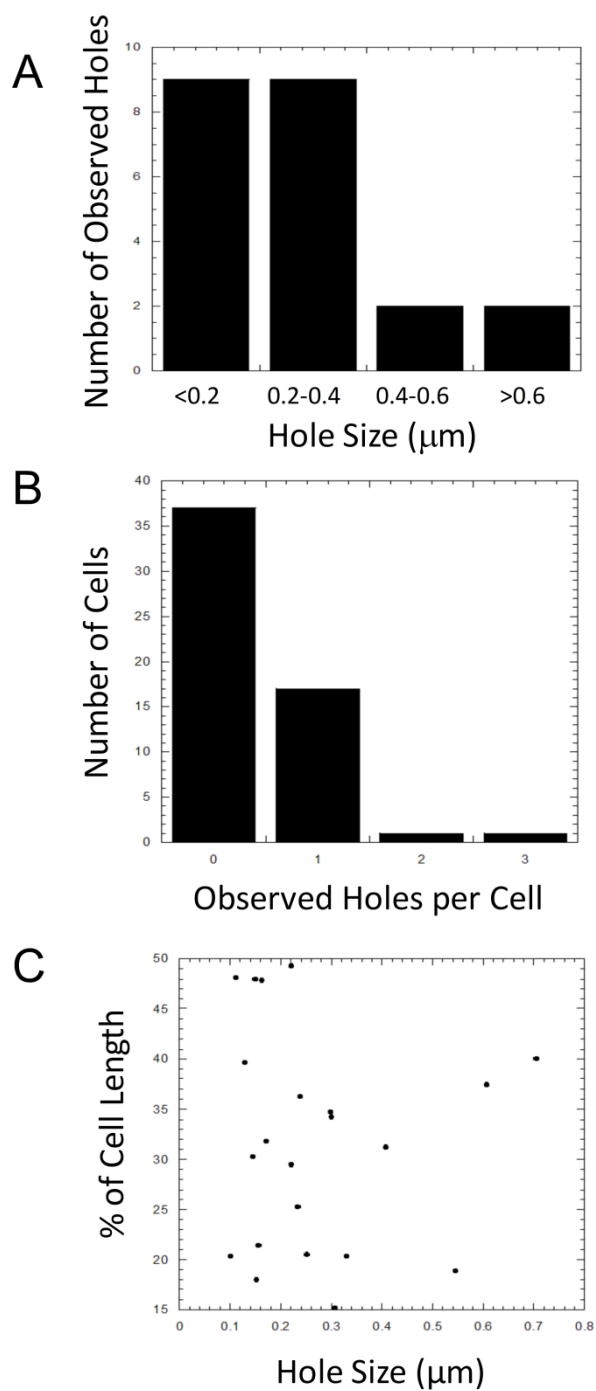 A
Number of Observed Holes
10
8
6
4
2
0
<0.2 0.2-0.4 0.4-0.6 >0.6
Hole Size (μm)
B
Number of Cells
40
35
30
25
20
15
10
5
0
0 1 2 3
Observed Holes per Cell
C
% of Cell Length
50
45
40
35
30
25
20
15
0 0.1 0.2 0.3 0.4 0.5 0.6 0.7 0.8
Hole Size (μm)